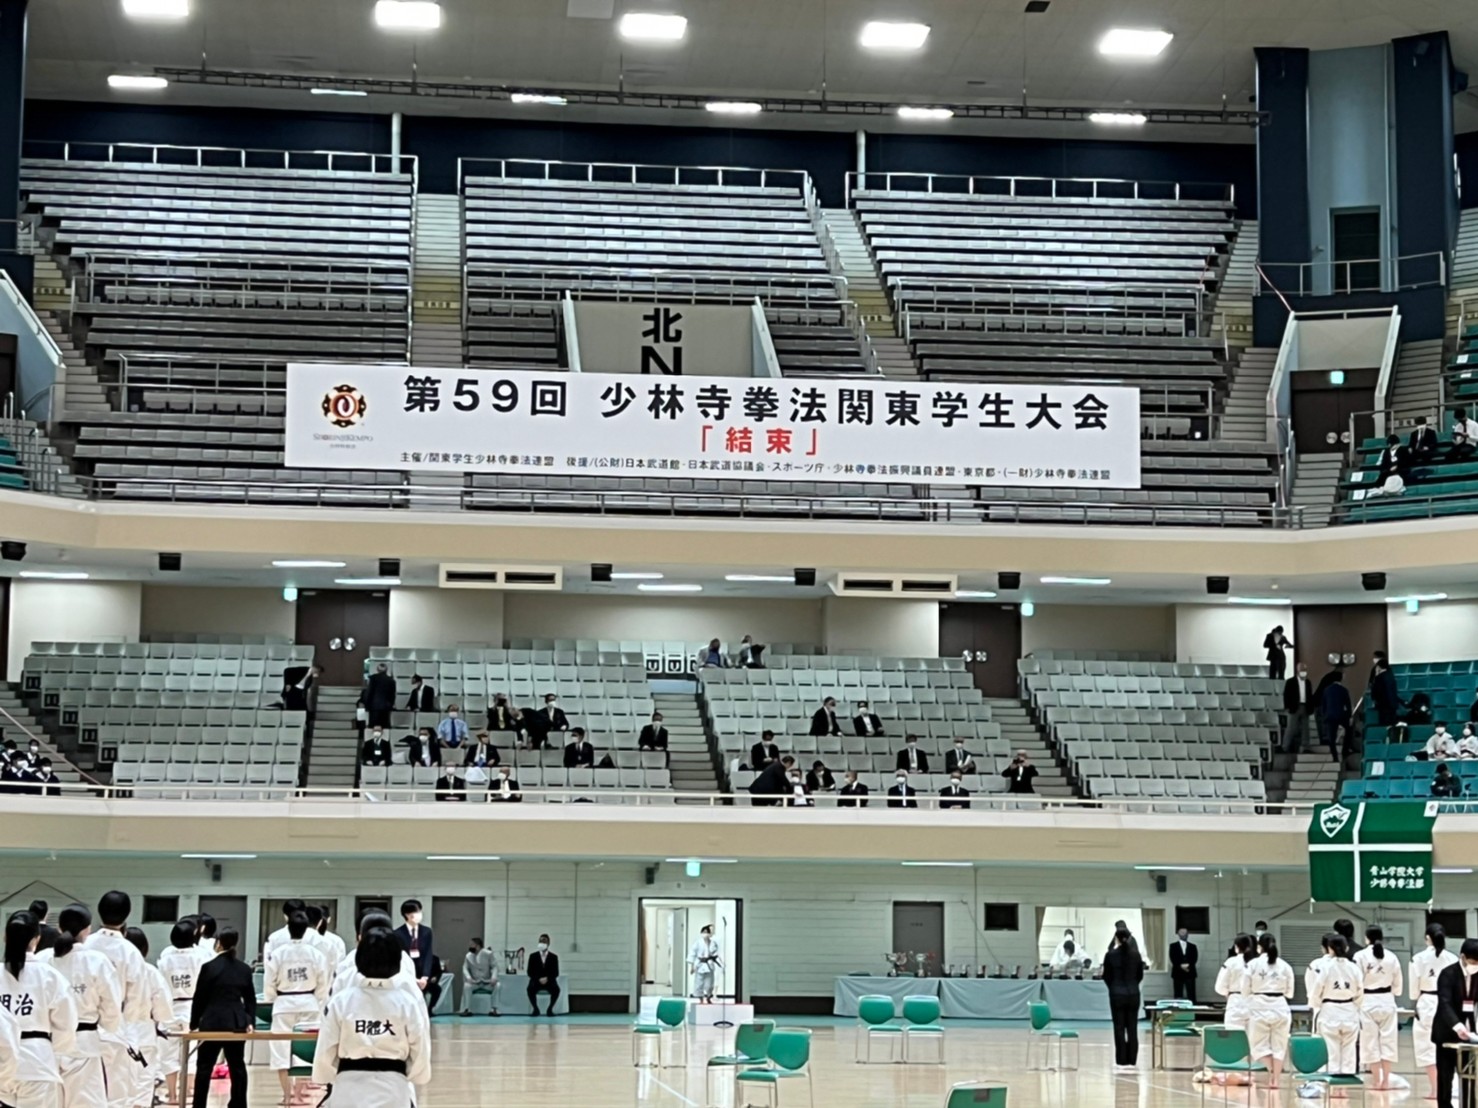 北
N
第59回 少林寺拳法関東学生大会
「結束」
主催/関東学生少林寺拳法連盟 後援/(公財)日本武道館・日本武道協議会・スポーツ庁・少林寺拳法振興議員連盟・東京都・(一財)少林寺拳法連盟
青山学院大学
少林寺拳法部
明治
日體大